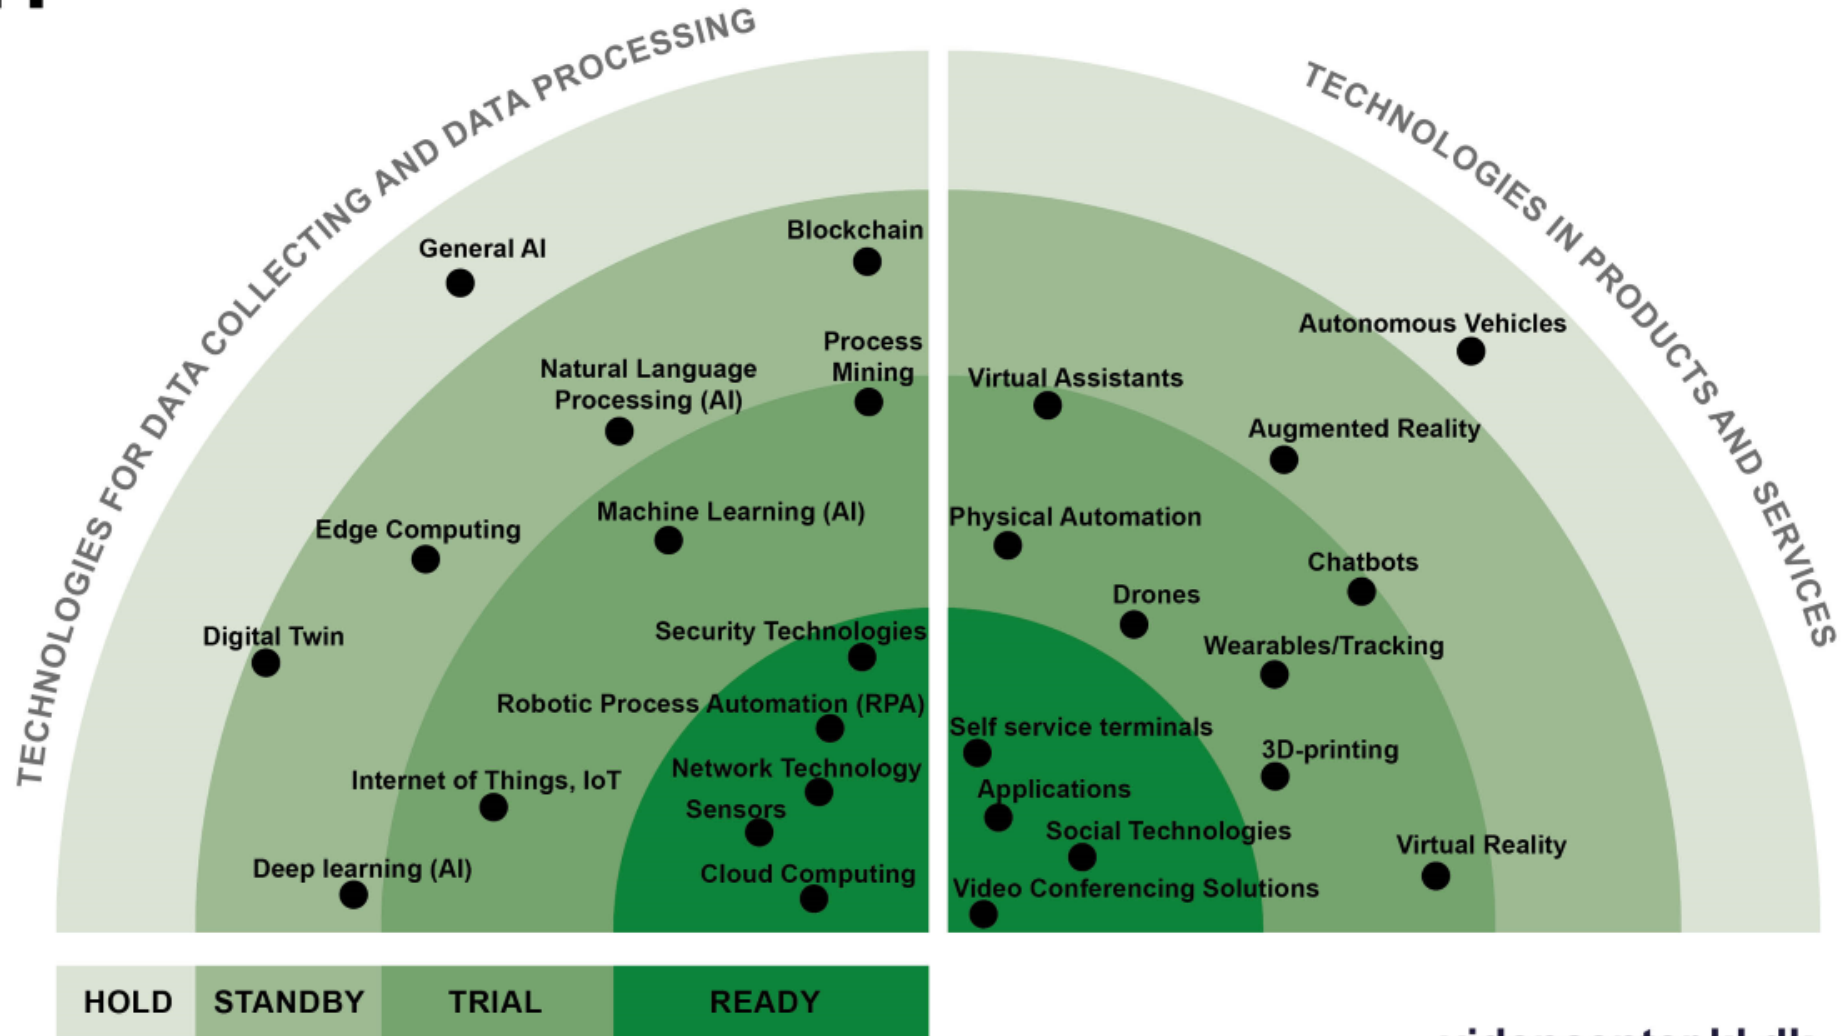 TECHNOLOGIES FOR DATA COLLECTING AND DATA PROCESSING
TECHNOLOGIES IN PRODUCTS AND SERVICES
General AI
Blockchain
Process
Mining
Natural Language
Processing (AI)
Machine Learning (AI)
Edge Computing
Security Technologies
Digital Twin
Robotic Process Automation (RPA)
Network Technology
Internet of Things, IoT
Sensors
Deep learning (AI)
Cloud Computing
Autonomous Vehicles
Virtual Assistants
Augmented Reality
Physical Automation
Chatbots
Drones
Wearables/Tracking
Self service terminals
3D-printing
Applications
Social Technologies
Virtual Reality
Video Conferencing Solutions
HOLD
STANDBY
TRIAL
READY